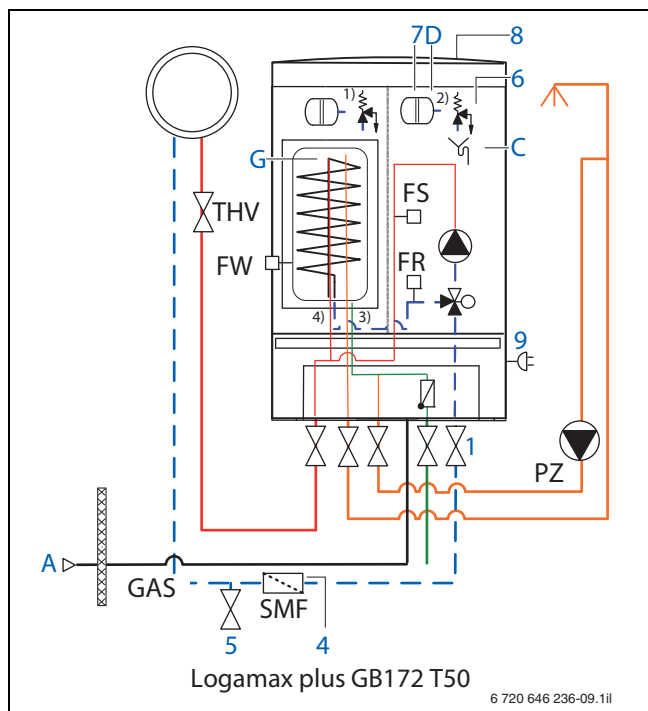 7D
8
1)
2)
6
G
C
THV
FS
FW
FR
4)
3)
9
1
PZ
A
GAS
SMF
5
4
Logamax plus GB172 T50
6 720 646 236-09.1il